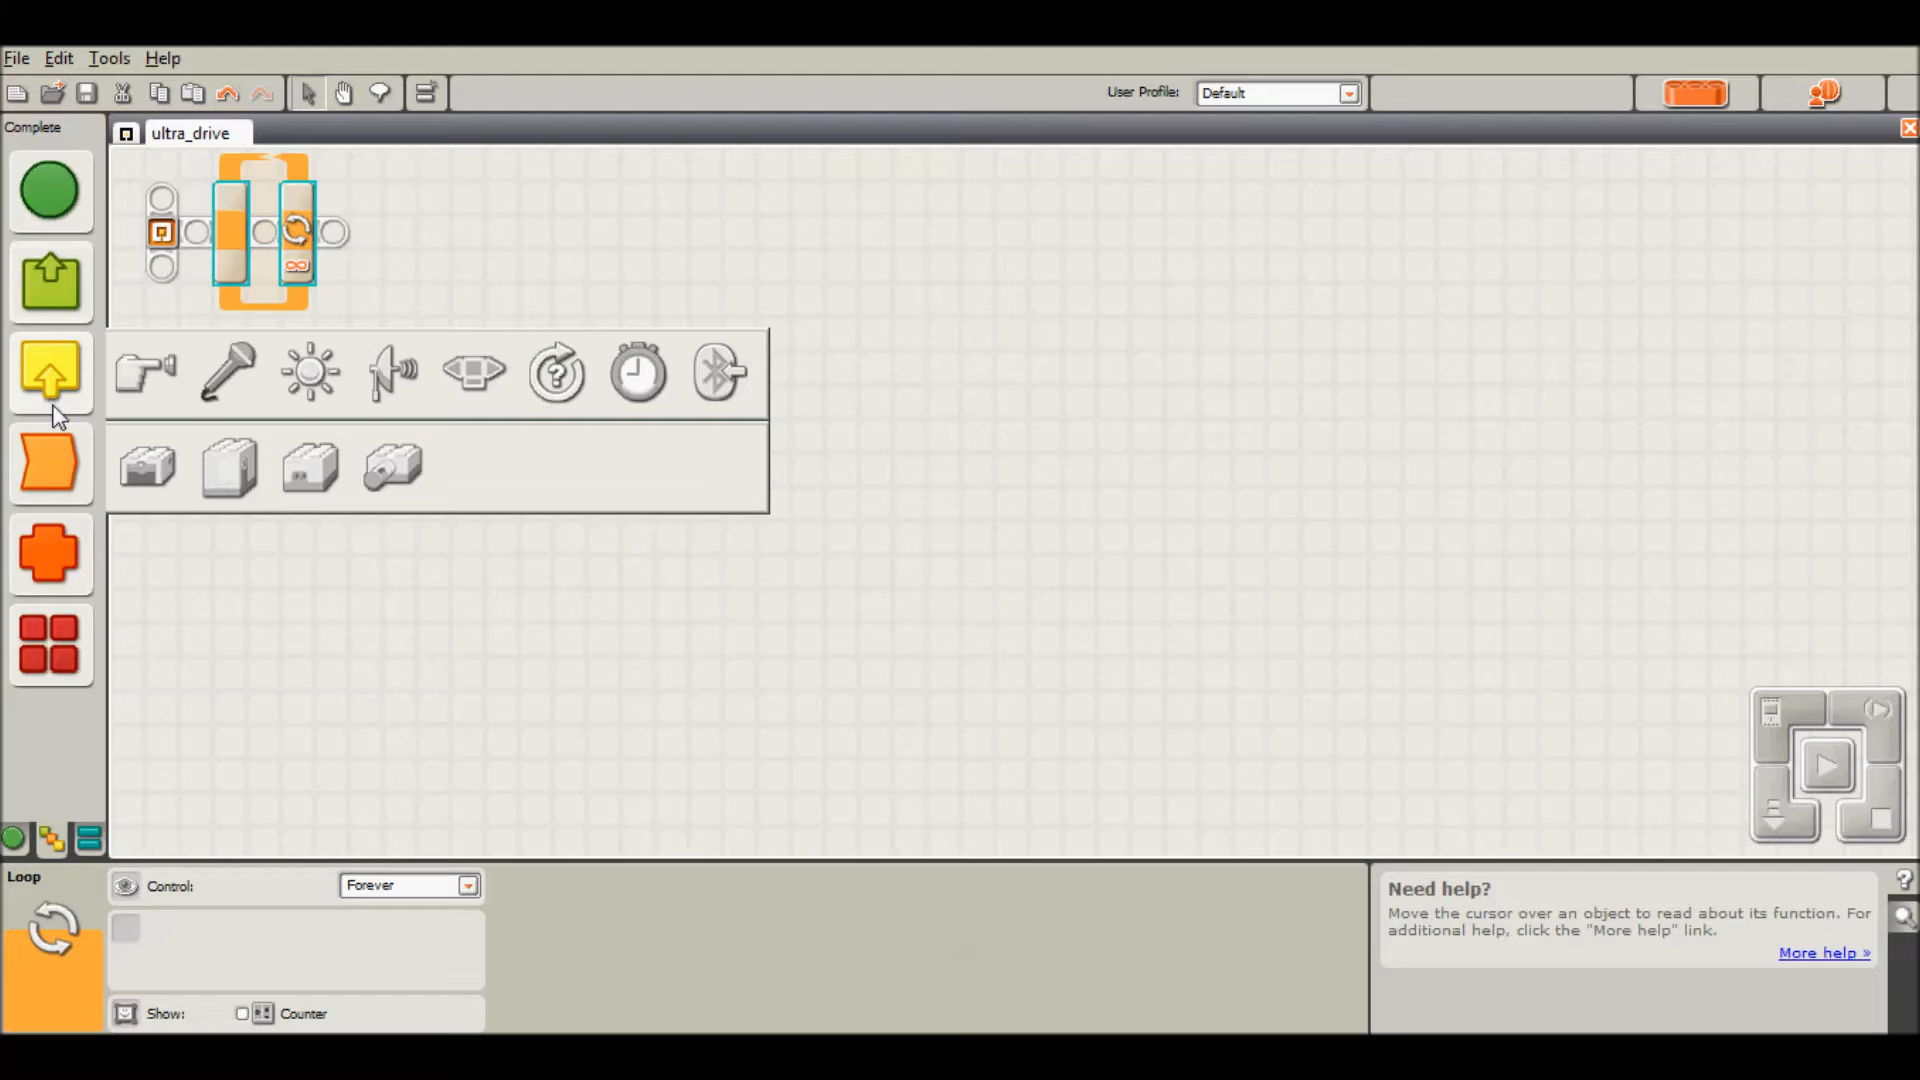 File Edit Tools Help
User Profile: Default
Complete
ultra_drive
Loop
Control: Forever
Show: Counter
Need help?
Move the cursor over an object to read about its function. For
additional help, click the "More help" link.
More help »